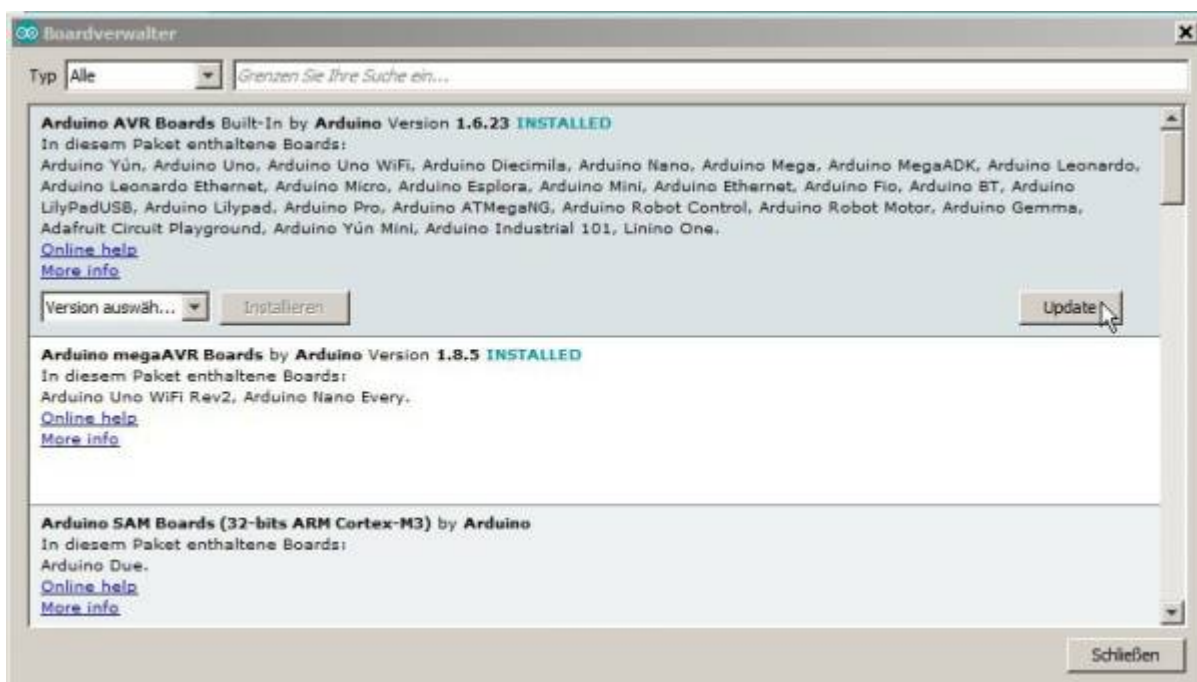 Boardverwalter
Typ Alle Grenzen Sie Ihre Suche ein...
Arduino AVR Boards Built-In by Arduino Version 1.6.23 INSTALLED
In diesem Paket enthaltene Boards:
Arduino Yún, Arduino Uno, Arduino Uno WiFi, Arduino Diecimila, Arduino Nano, Arduino Mega, Arduino MegaADK, Arduino Leonardo,
Arduino Leonardo Ethernet, Arduino Micro, Arduino Esplora, Arduino Mini, Arduino Ethernet, Arduino Fio, Arduino BT, Arduino
LilyPadUSB, Arduino Lilypad, Arduino Pro, Arduino ATMegaNG, Arduino Robot Control, Arduino Robot Motor, Arduino Gemma,
Adafruit Circuit Playground, Arduino Yún Mini, Arduino Industrial 101, Linino One.
Online help
More info
Version auswäh... Installieren Update
Arduino megaAVR Boards by Arduino Version 1.8.5 INSTALLED
In diesem Paket enthaltene Boards:
Arduino Uno WiFi Rev2, Arduino Nano Every.
Online help
More info
Arduino SAM Boards (32-bits ARM Cortex-M3) by Arduino
In diesem Paket enthaltene Boards:
Arduino Due.
Online help
More info
Schließen